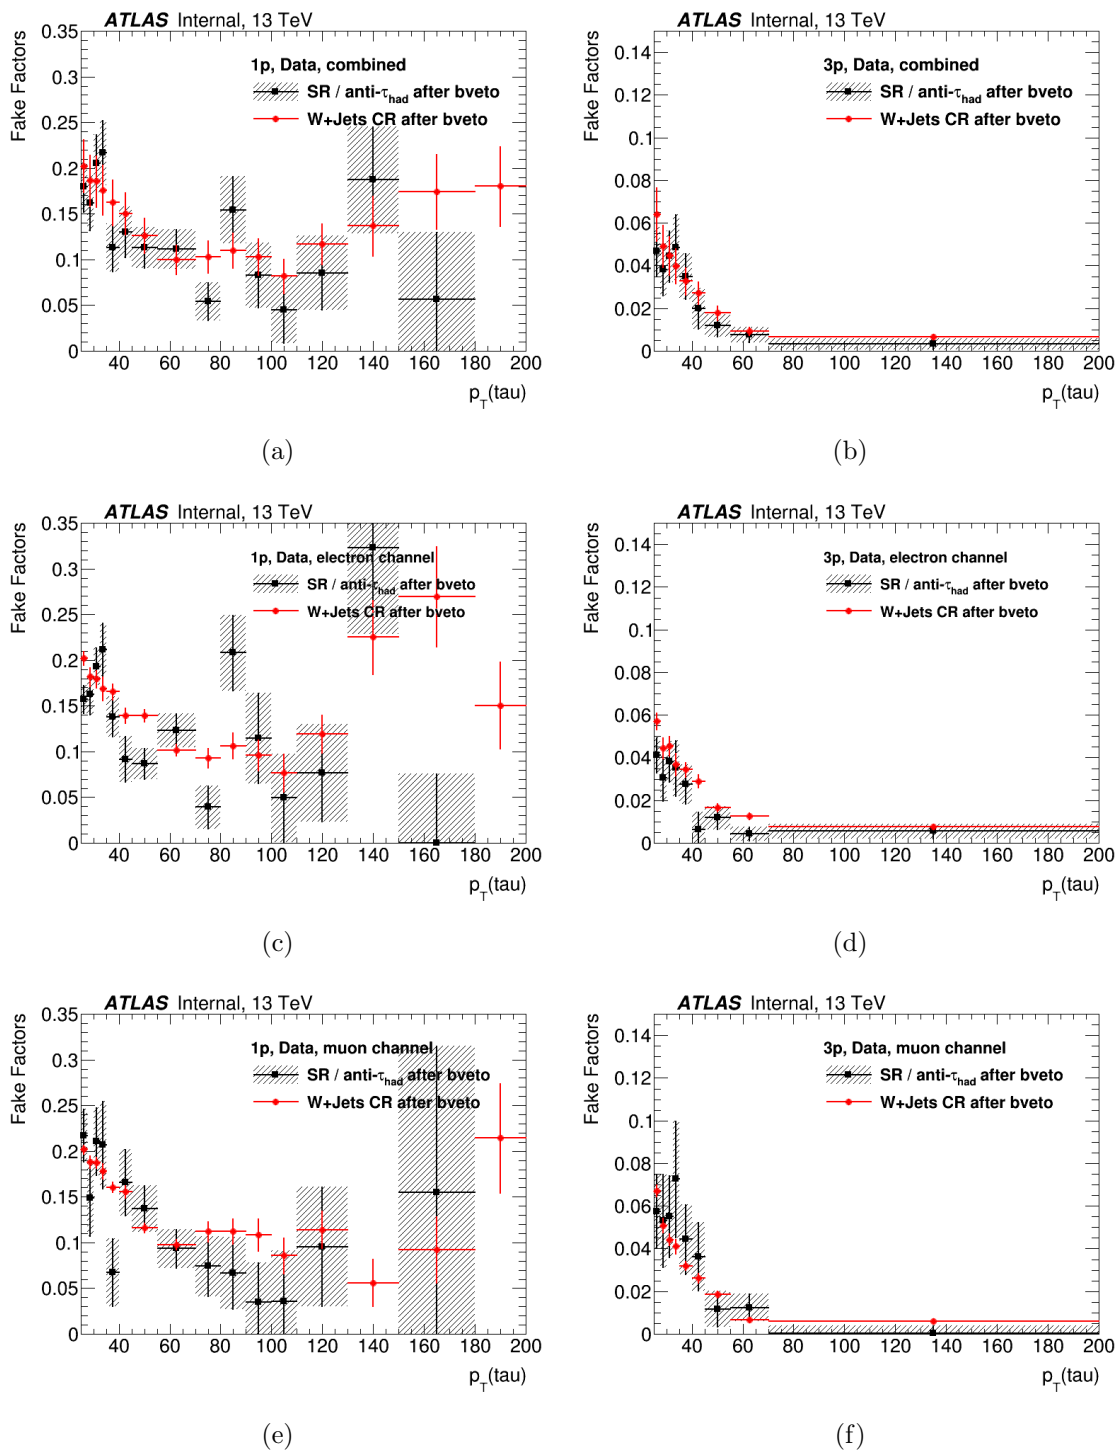 ATLAS Internal, 13 TeV
Fake Factors
0.35
0.3
0.25
0.2
0.15
0.1
0.05
0
1p, Data, combined
SR / anti-τhad after bveto
W+Jets CR after bveto
40 60 80 100 120 140 160 180 200
pT(tau)
(a)
ATLAS Internal, 13 TeV
Fake Factors
0.14
0.12
0.1
0.08
0.06
0.04
0.02
0
3p, Data, combined
SR / anti-τhad after bveto
W+Jets CR after bveto
40 60 80 100 120 140 160 180 200
pT(tau)
(b)
ATLAS Internal, 13 TeV
Fake Factors
0.35
0.3
0.25
0.2
0.15
0.1
0.05
0
1p, Data, electron channel
SR / anti-τhad after bveto
W+Jets CR after bveto
40 60 80 100 120 140 160 180 200
pT(tau)
(c)
ATLAS Internal, 13 TeV
Fake Factors
0.14
0.12
0.1
0.08
0.06
0.04
0.02
0
3p, Data, electron channel
SR / anti-τhad after bveto
W+Jets CR after bveto
40 60 80 100 120 140 160 180 200
pT(tau)
(d)
ATLAS Internal, 13 TeV
Fake Factors
0.35
0.3
0.25
0.2
0.15
0.1
0.05
0
1p, Data, muon channel
SR / anti-τhad after bveto
W+Jets CR after bveto
40 60 80 100 120 140 160 180 200
pT(tau)
(e)
ATLAS Internal, 13 TeV
Fake Factors
0.14
0.12
0.1
0.08
0.06
0.04
0.02
0
3p, Data, muon channel
SR / anti-τhad after bveto
W+Jets CR after bveto
40 60 80 100 120 140 160 180 200
pT(tau)
(f)